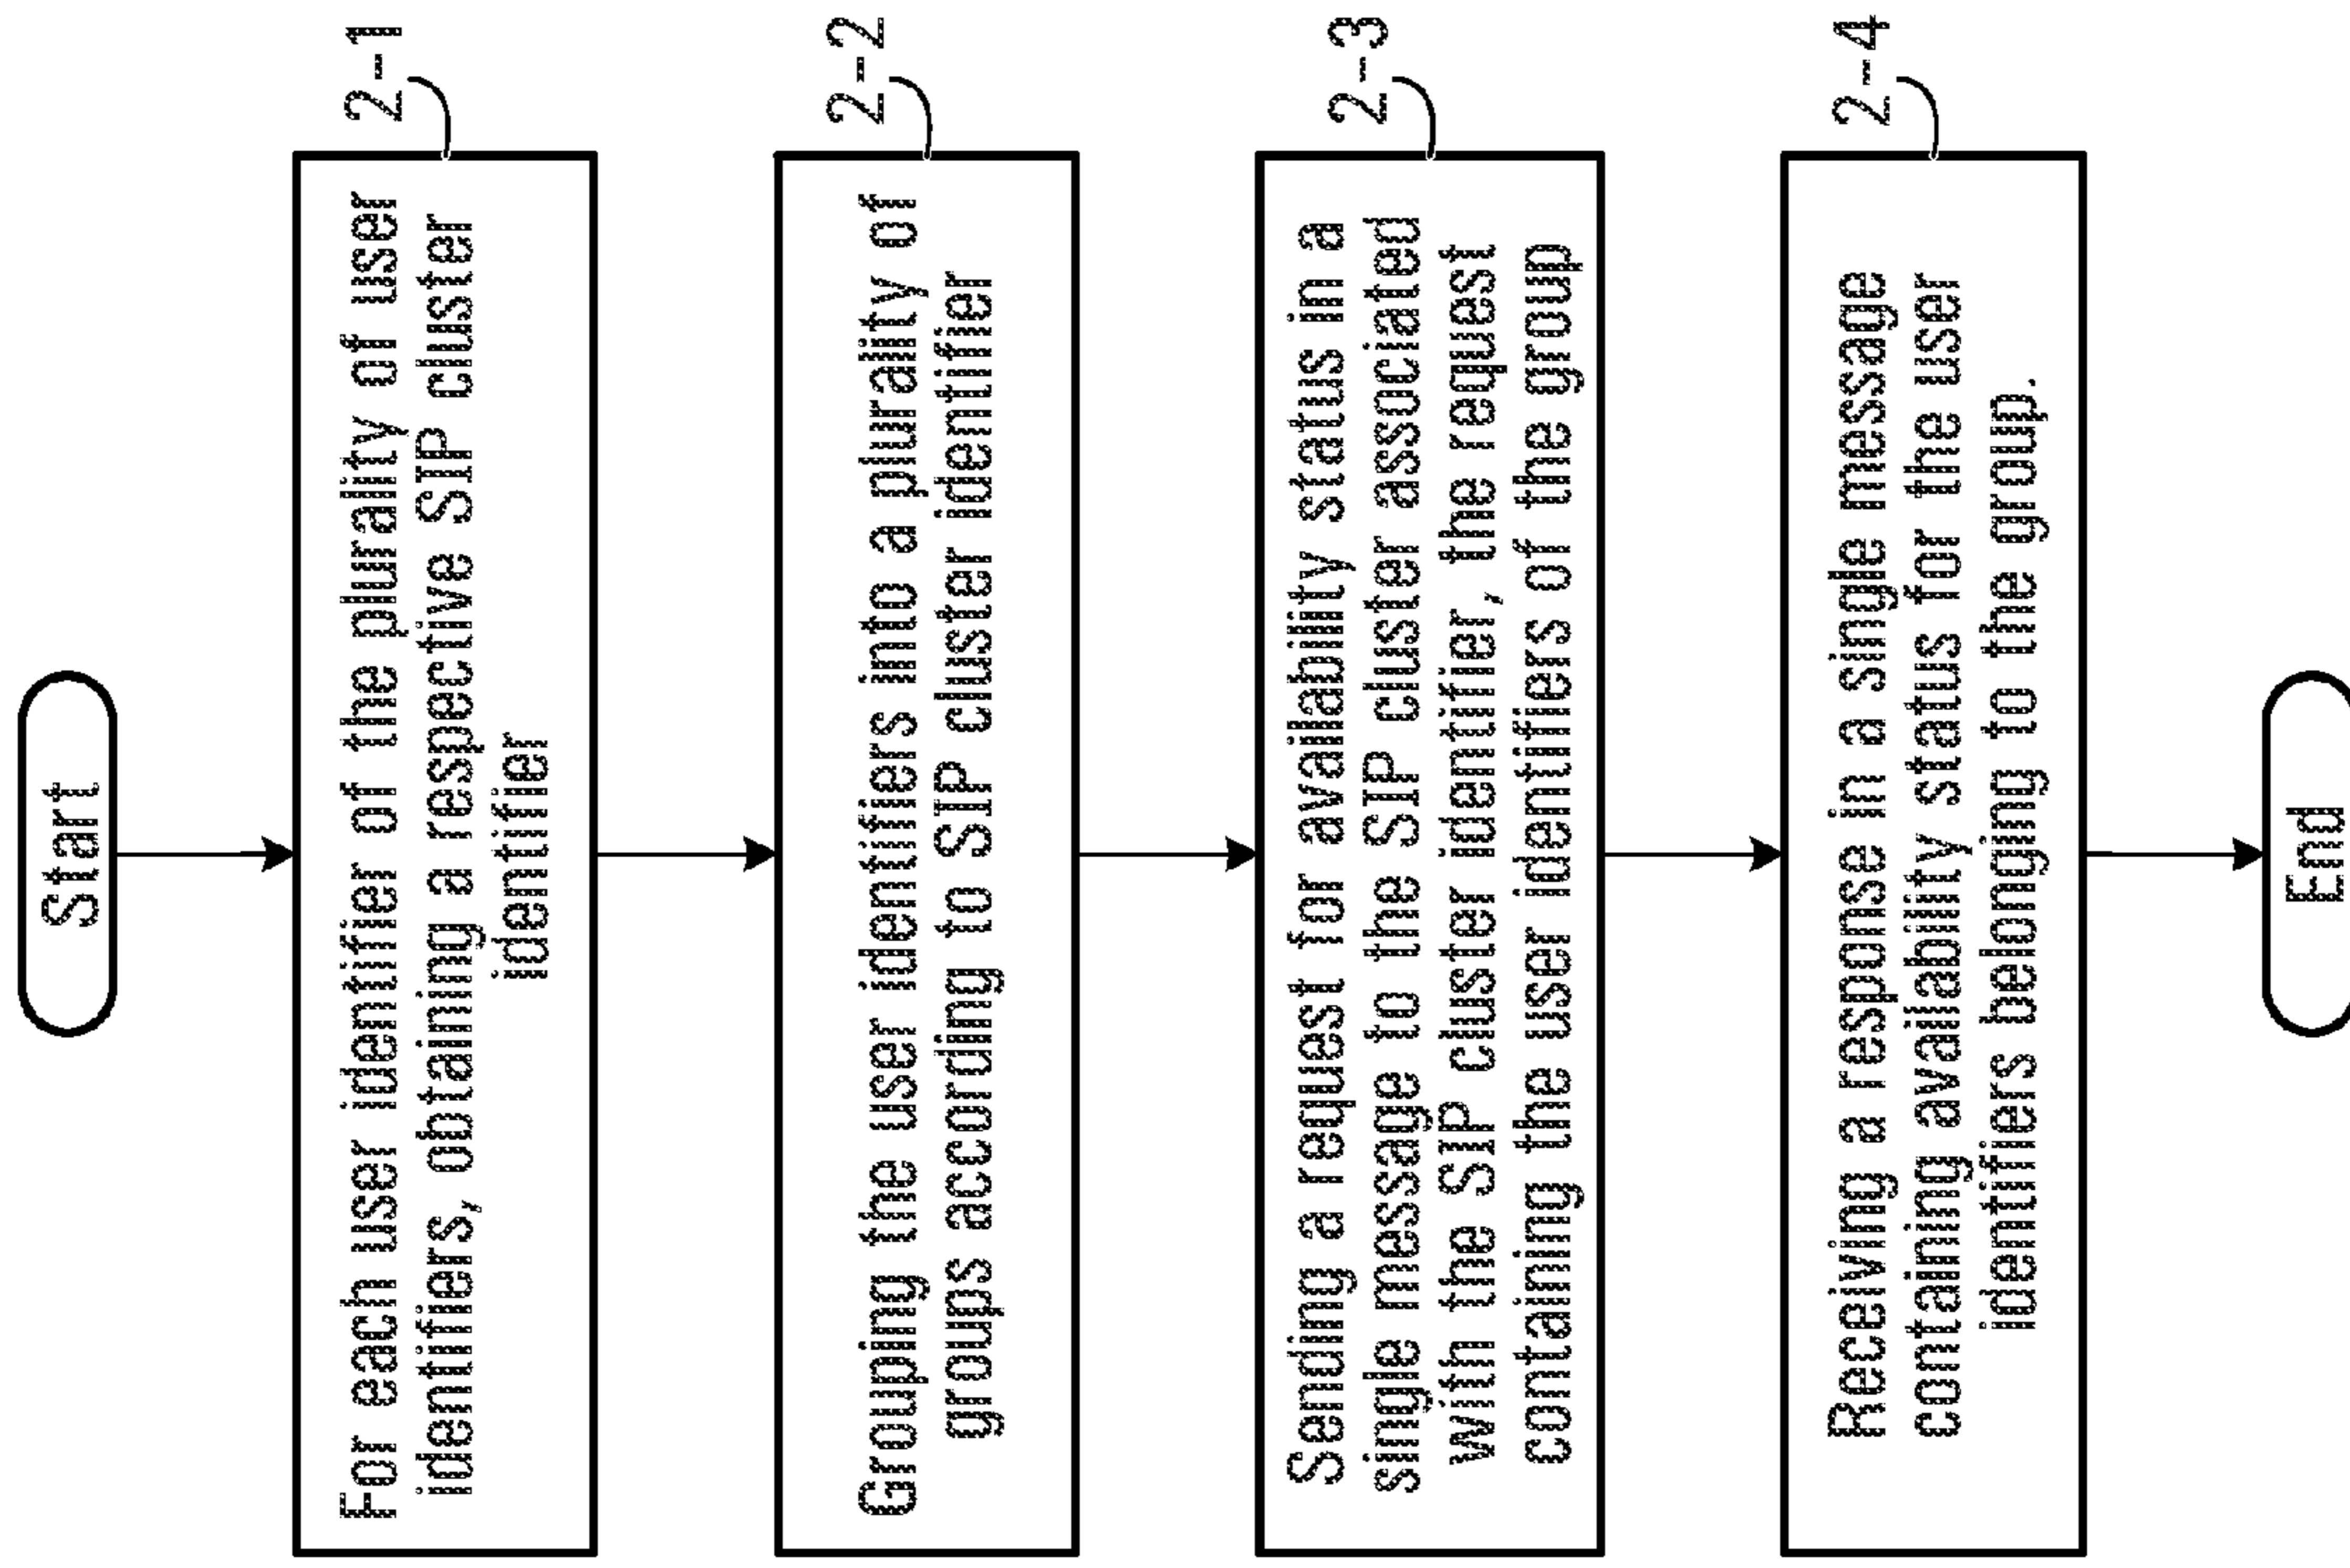 Start
2-1
For each user identifier of the plurality of user
identifiers, obtaining a respective SIP cluster
identifier
2-2
Grouping the user identifiers into a plurality of
groups according to SIP cluster identifier
2-3
Sending a request for availability status in a
single message to the SIP cluster associated
with the SIP cluster identifier, the request
containing the user identifiers of the group
2-4
Receiving a response in a single message
containing availability status for the user
identifiers belonging to the group.
End